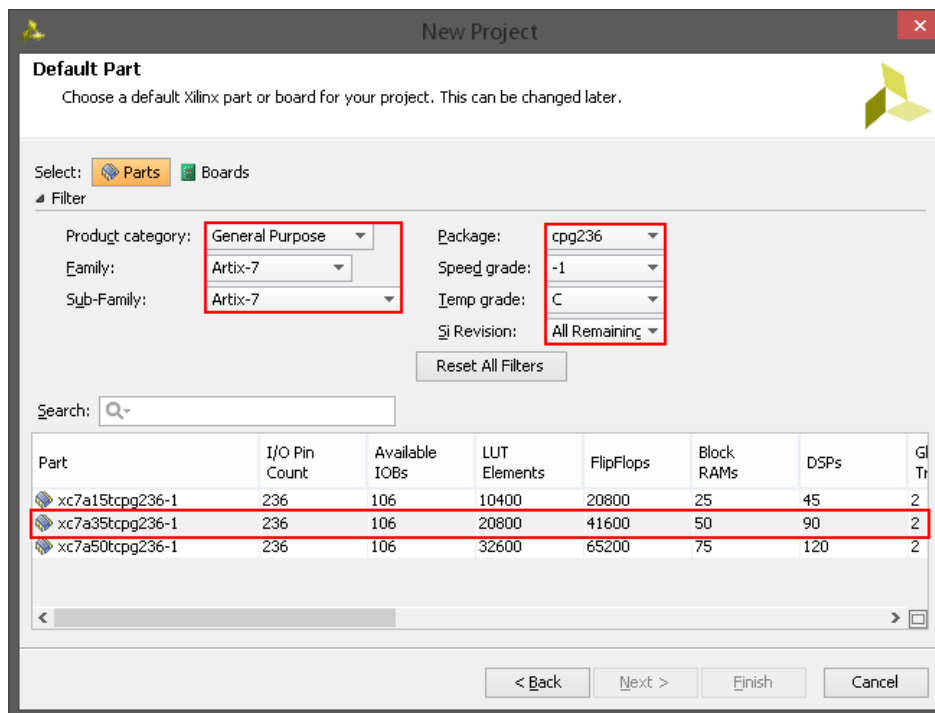 New Project
Default Part
Choose a default Xilinx part or board for your project. This can be changed later.
Select: Parts Boards
Filter
Product category: General Purpose Package: cpg236
Family: Artix-7 Speed grade: -1
Sub-Family: Artix-7 Temp grade: C
Si Revision: All Remaining
Reset All Filters
Search:
Part I/O Pin Count Available IOBs LUT Elements FlipFlops Block RAMs DSPs Gl Tr
xc7a15tcpg236-1 236 106 10400 20800 25 45 2
xc7a35tcpg236-1 236 106 20800 41600 50 90 2
xc7a50tcpg236-1 236 106 32600 65200 75 120 2
< Back Next > Finish Cancel